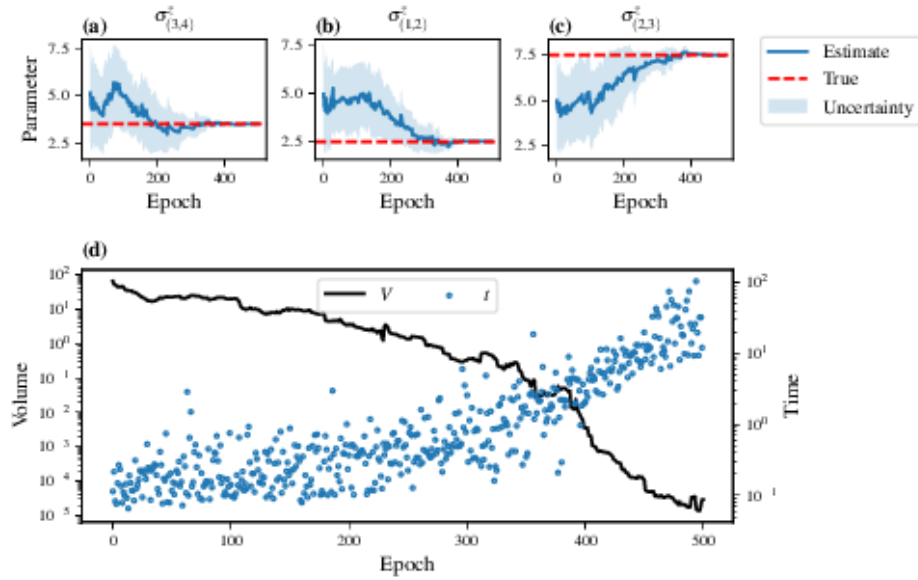 (a) σ^z_(3,4) (b) σ^z_(1,2) (c) σ^z_(2,3)
Parameter
7.5
5.0
2.5
0 200 400
Epoch
7.5
5.0
2.5
0 200 400
Epoch
7.5
5.0
2.5
0 200 400
Epoch
Estimate
True
Uncertainty
(d)
V t
Volume
10^2
10^1
10^0
10^-1
10^-2
10^-3
10^-4
10^-5
Time
10^2
10^1
10^0
10^-1
0 100 200 300 400 500
Epoch